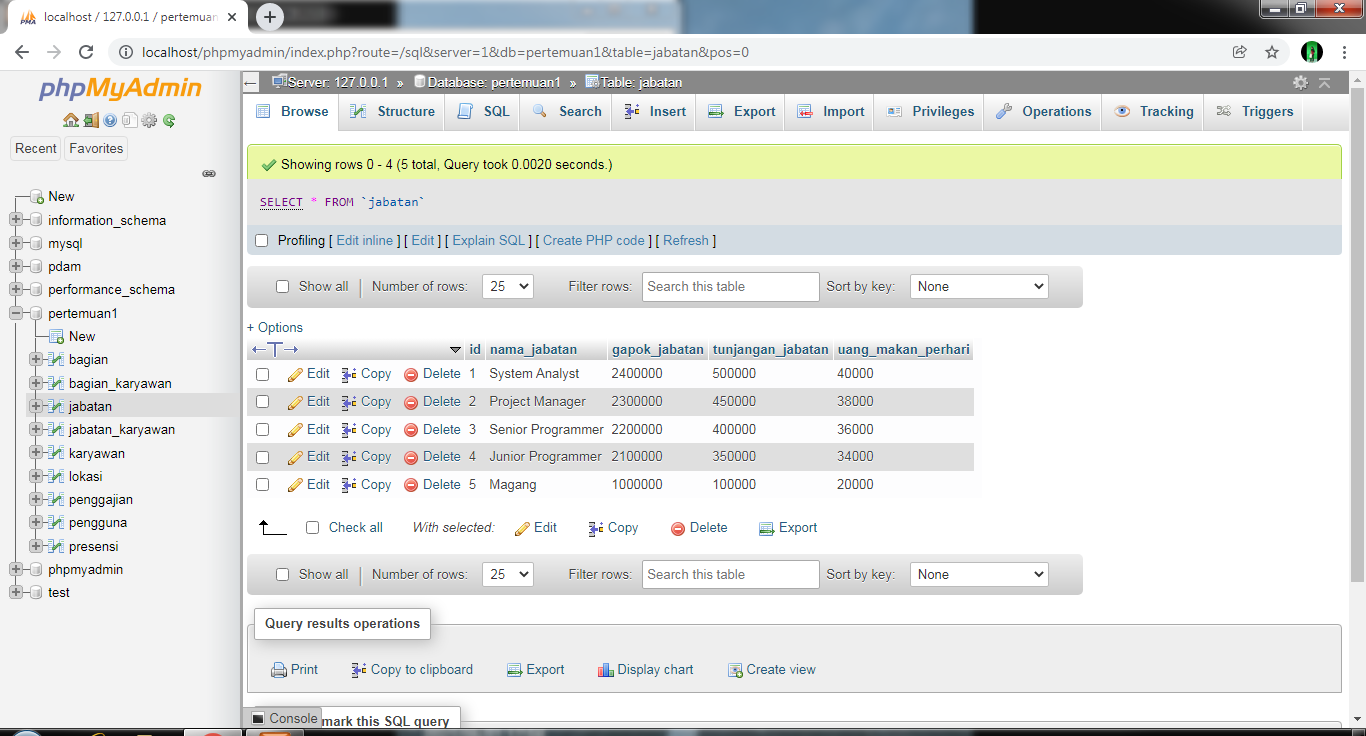 localhost / 127.0.0.1 / pertemuan
localhost/phpmyadmin/index.php?route=/sql&server=1&db=pertemuan1&table=jabatan&pos=0
phpMyAdmin
Recent Favorites
New
information_schema
mysql
pdam
performance_schema
pertemuan1
New
bagian
bagian_karyawan
jabatan
jabatan_karyawan
karyawan
lokasi
penggajian
pengguna
presensi
phpmyadmin
test
Server: 127.0.0.1 » Database: pertemuan1 » Table: jabatan
Browse Structure SQL Search Insert Export Import Privileges Operations Tracking Triggers
Showing rows 0 - 4 (5 total, Query took 0.0020 seconds.)
SELECT * FROM `jabatan`
Profiling [ Edit inline ] [ Edit ] [ Explain SQL ] [ Create PHP code ] [ Refresh ]
Show all Number of rows: 25 Filter rows: Search this table Sort by key: None
+ Options
id nama_jabatan gapok_jabatan tunjangan_jabatan uang_makan_perhari
Edit Copy Delete 1 System Analyst 2400000 500000 40000
Edit Copy Delete 2 Project Manager 2300000 450000 38000
Edit Copy Delete 3 Senior Programmer 2200000 400000 36000
Edit Copy Delete 4 Junior Programmer 2100000 350000 34000
Edit Copy Delete 5 Magang 1000000 100000 20000
Check all With selected: Edit Copy Delete Export
Show all Number of rows: 25 Filter rows: Search this table Sort by key: None
Query results operations
Print Copy to clipboard Export Display chart Create view
Console
mark this SQL query